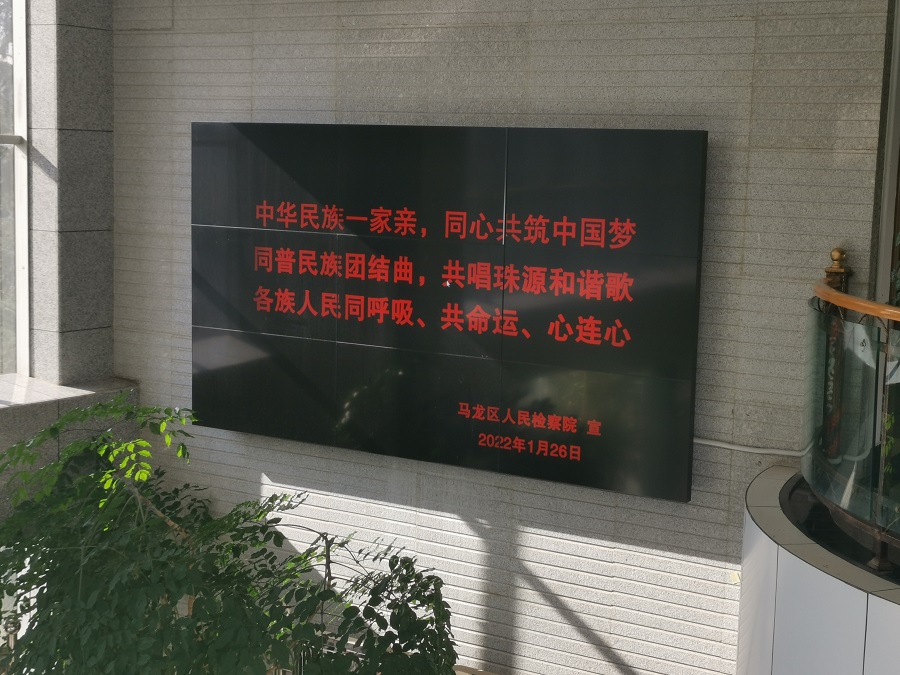 中华民族一家亲，同心共筑中国梦
同普民族团结曲，共唱珠源和谐歌
各族人民同呼吸、共命运、心连心
马龙区人民检察院 宣
2022年1月26日